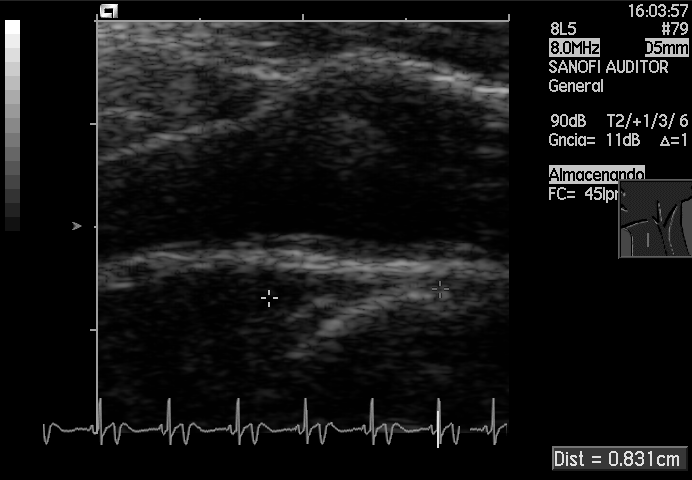 16:03:57
8L5 #79
8.0MHz D5mm
SANOFI AUDITOR
General
90dB T2/+1/3/ 6
Gncia= 11dB Δ=1
Almacenando
FC= 45lpm
Dist = 0.831cm